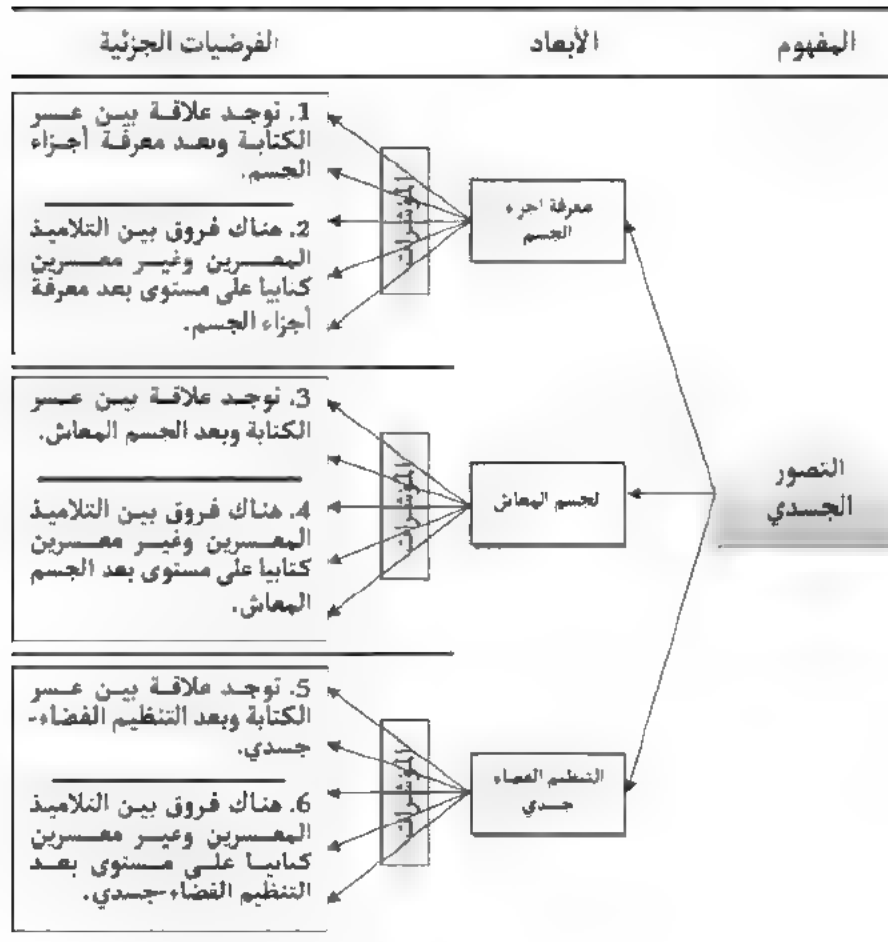 المفهوم
الأبعاد
الفرضيات الجزئية
التصور
الجسدي
معرفة اجزء
الجسم
المؤشرات
1. توجد علاقة بين عسر
الكتابة وبعد معرفة أجزاء
الجسم.
2. هناك فروق بين التلاميذ
المعسرين وغير معسرين
كتابيا على مستوى بعد معرفة
أجزاء الجسم.
لجسم المعاش
المؤشرات
3. توجد علاقة بين عسر
الكتابة وبعد الجسم المعاش.
4. هناك فروق بين التلاميذ
المعسرين وغير معسرين
كتابيا على مستوى بعد الجسم
المعاش.
التنظيم الفضاء
جسدي
المؤشرات
5. توجد علاقة بين عسر
الكتابة وبعد التنظيم الفضاء-
جسدي.
6. هناك فروق بين التلاميذ
المعسرين وغير معسرين
كتابيا على مستوى بعد
التنظيم الفضاء-جسدي.